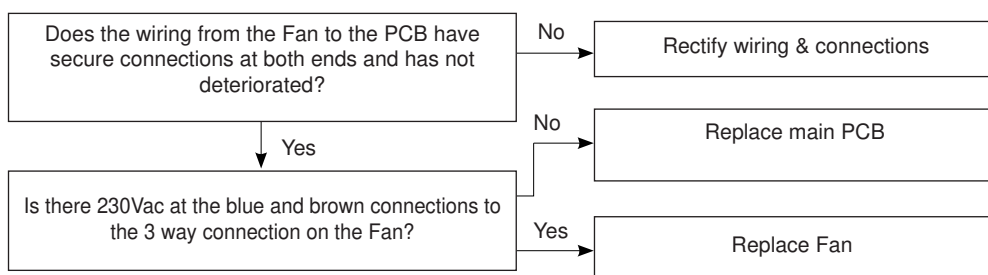 Does the wiring from the Fan to the PCB have
secure connections at both ends and has not
deteriorated?
No
Rectify wiring & connections
Yes
No
Replace main PCB
Is there 230Vac at the blue and brown connections to
the 3 way connection on the Fan?
Yes
Replace Fan